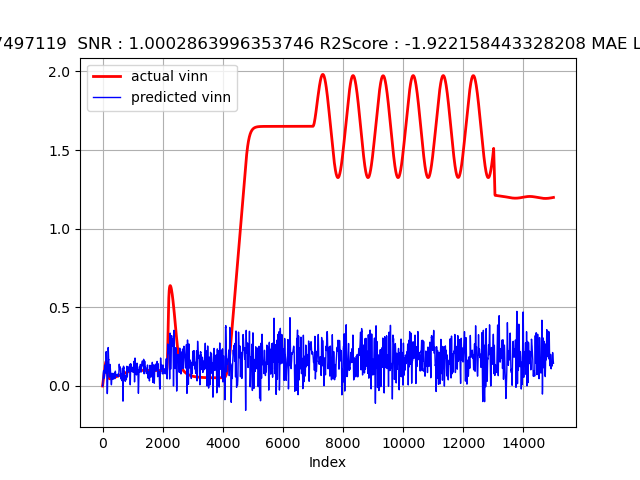 7497119  SNR : 1.0002863996353746 R2Score : -1.922158443328208 MAE L
actual vinn
predicted vinn
2.0
1.5
1.0
0.5
0.0
0 2000 4000 6000 8000 10000 12000 14000
Index